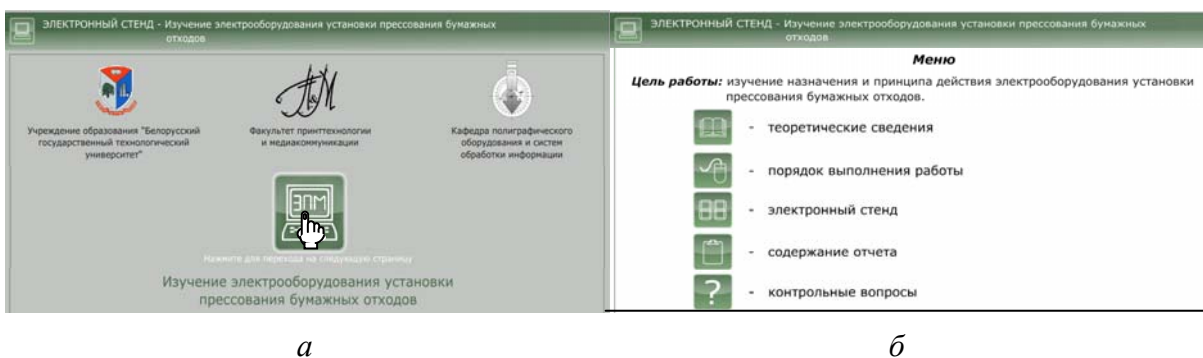 ЭЛЕКТРОННЫЙ СТЕНД - Изучение электрооборудования установки прессования бумажных
отходов
Учреждение образования "Белорусский
государственный технологический
университет"
Факультет принттехнологии
и медиакоммуникации
Кафедра полиграфического
оборудования и систем
обработки информации
ЭПМ
Нажмите для перехода на следующую страницу
Изучение электрооборудования установки
прессования бумажных отходов
а
ЭЛЕКТРОННЫЙ СТЕНД - Изучение электрооборудования установки прессования бумажных
отходов
Меню
Цель работы: изучение назначения и принципа действия электрооборудования установки
прессования бумажных отходов.
- теоретические сведения
- порядок выполнения работы
- электронный стенд
- содержание отчета
? - контрольные вопросы
б